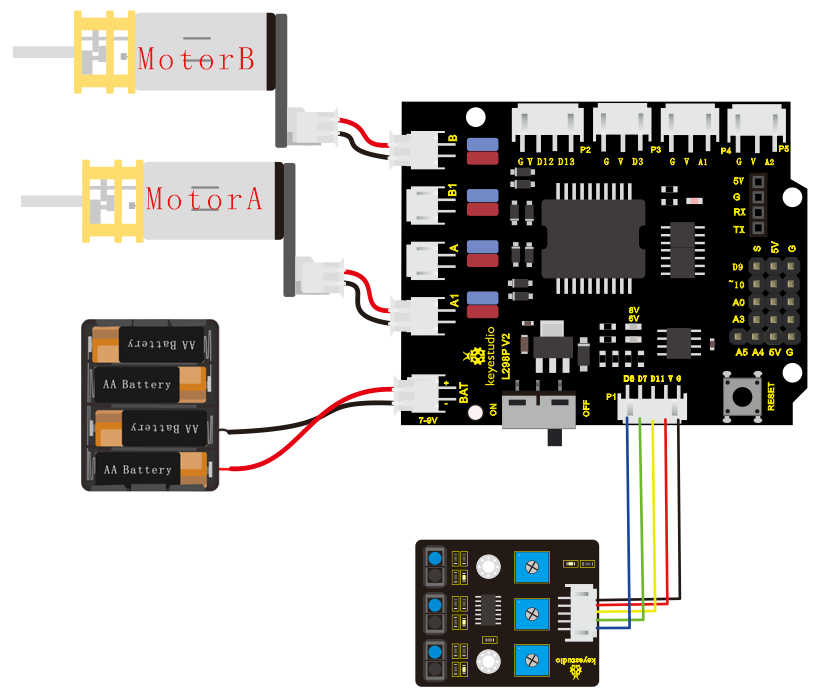 MotorB
MotorA
B
B1
A
A1
P2
P3
P4
P5
G V D12 D13
G V D3
G V A1
G V A2
5V
G
RX
TX
S 5V G
D9
~10
A0
A3
A5 A4 5V G
8V
6V
keyestudio
L298P V2
+
BAT
-
7-9V
ON
OFF
P1
D8 D7 D11 V G
RESET
AA Battery
AA Battery
AA Battery
AA Battery
keyestudio